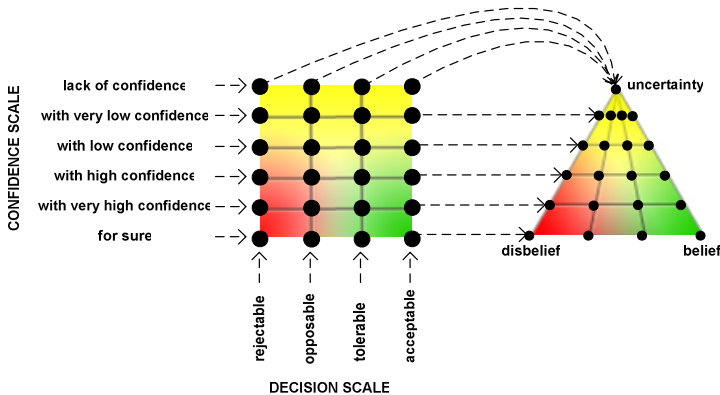 CONFIDENCE SCALE
lack of confidence
with very low confidence
with low confidence
with high confidence
with very high confidence
for sure
rejectable
opposable
tolerable
acceptable
DECISION SCALE
uncertainty
disbelief
belief